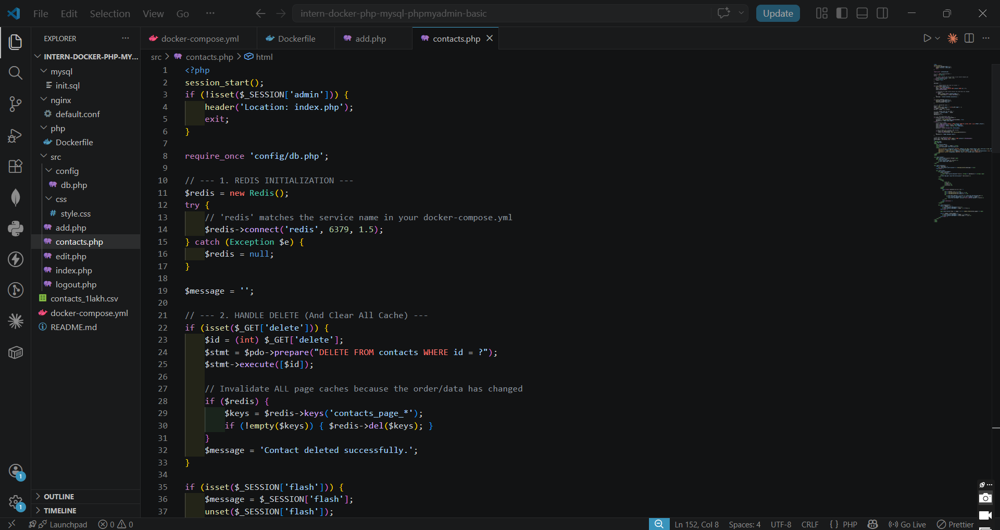 File Edit Selection View Go ··· intern-docker-php-mysql-phpmyadmin-basic Update
EXPLORER ···
INTERN-DOCKER-PHP-MY...
mysql
init.sql
nginx
default.conf
php
Dockerfile
src
config
db.php
css
style.css
add.php
contacts.php
edit.php
index.php
logout.php
contacts_1lakh.csv
docker-compose.yml
README.md
OUTLINE
TIMELINE
1
1
docker-compose.yml Dockerfile add.php contacts.php
src > contacts.php > html
1 <?php
2 session_start();
3 if (!isset($_SESSION['admin'])) {
4 header('Location: index.php');
5 exit;
6 }
7
8 require_once 'config/db.php';
9
10 // --- 1. REDIS INITIALIZATION ---
11 $redis = new Redis();
12 try {
13 // 'redis' matches the service name in your docker-compose.yml
14 $redis->connect('redis', 6379, 1.5);
15 } catch (Exception $e) {
16 $redis = null;
17 }
18
19 $message = '';
20
21 // --- 2. HANDLE DELETE (And Clear All Cache) ---
22 if (isset($_GET['delete'])) {
23 $id = (int) $_GET['delete'];
24 $stmt = $pdo->prepare("DELETE FROM contacts WHERE id = ?");
25 $stmt->execute([$id]);
26
27 // Invalidate ALL page caches because the order/data has changed
28 if ($redis) {
29 $keys = $redis->keys('contacts_page_*');
30 if (!empty($keys)) { $redis->del($keys); }
31 }
32 $message = 'Contact deleted successfully.';
33 }
34
35 if (isset($_SESSION['flash'])) {
36 $message = $_SESSION['flash'];
37 unset($_SESSION['flash']);
Launchpad 0 0 Ln 152, Col 8 Spaces: 4 UTF-8 CRLF { } PHP Go Live Prettier